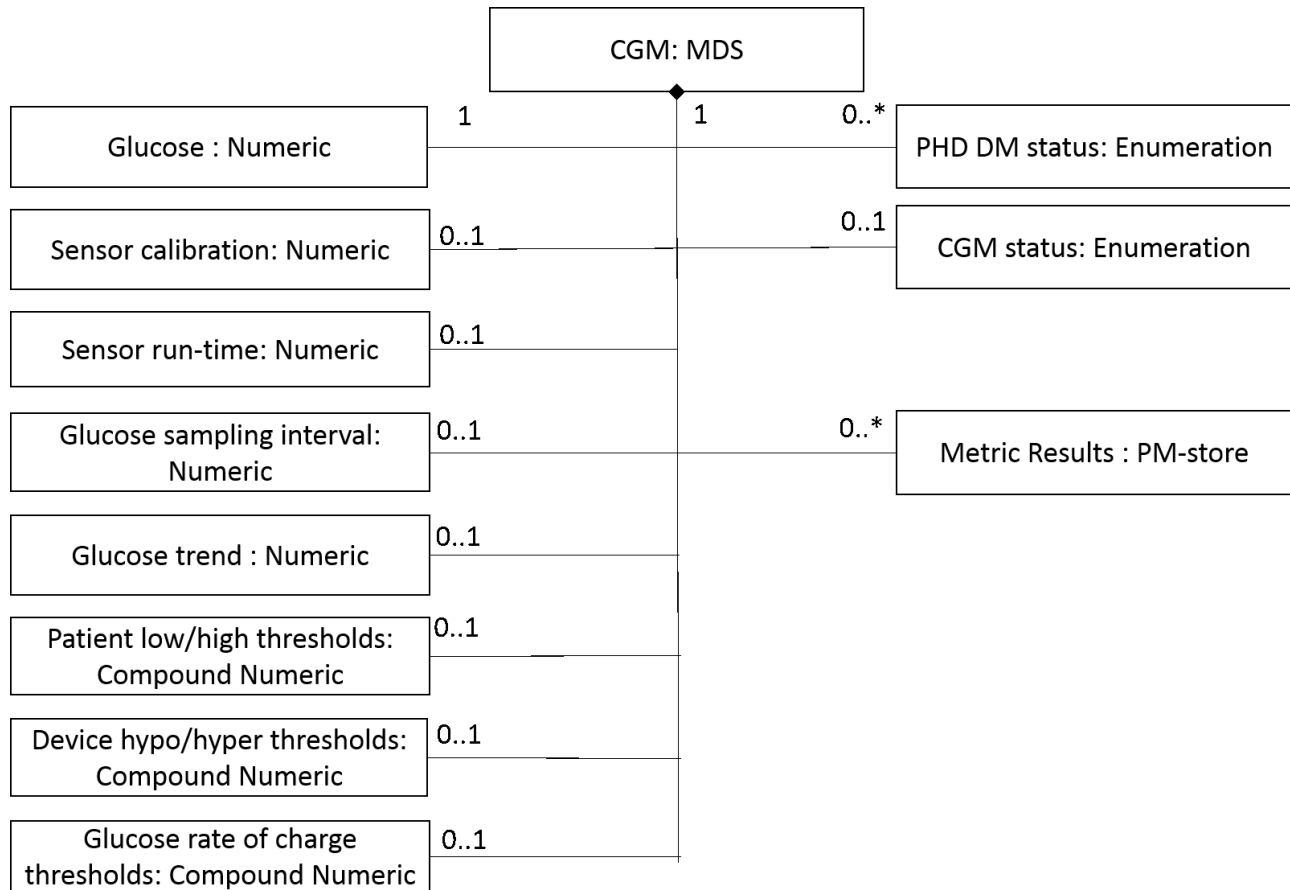 CGM: MDS
1
1
0..*
Glucose : Numeric
PHD DM status: Enumeration
0..1
0..1
Sensor calibration: Numeric
CGM status: Enumeration
0..1
Sensor run-time: Numeric
0..1
0..*
Glucose sampling interval:
Numeric
Metric Results : PM-store
0..1
Glucose trend : Numeric
0..1
Patient low/high thresholds:
Compound Numeric
0..1
Device hypo/hyper thresholds:
Compound Numeric
0..1
Glucose rate of charge
thresholds: Compound Numeric